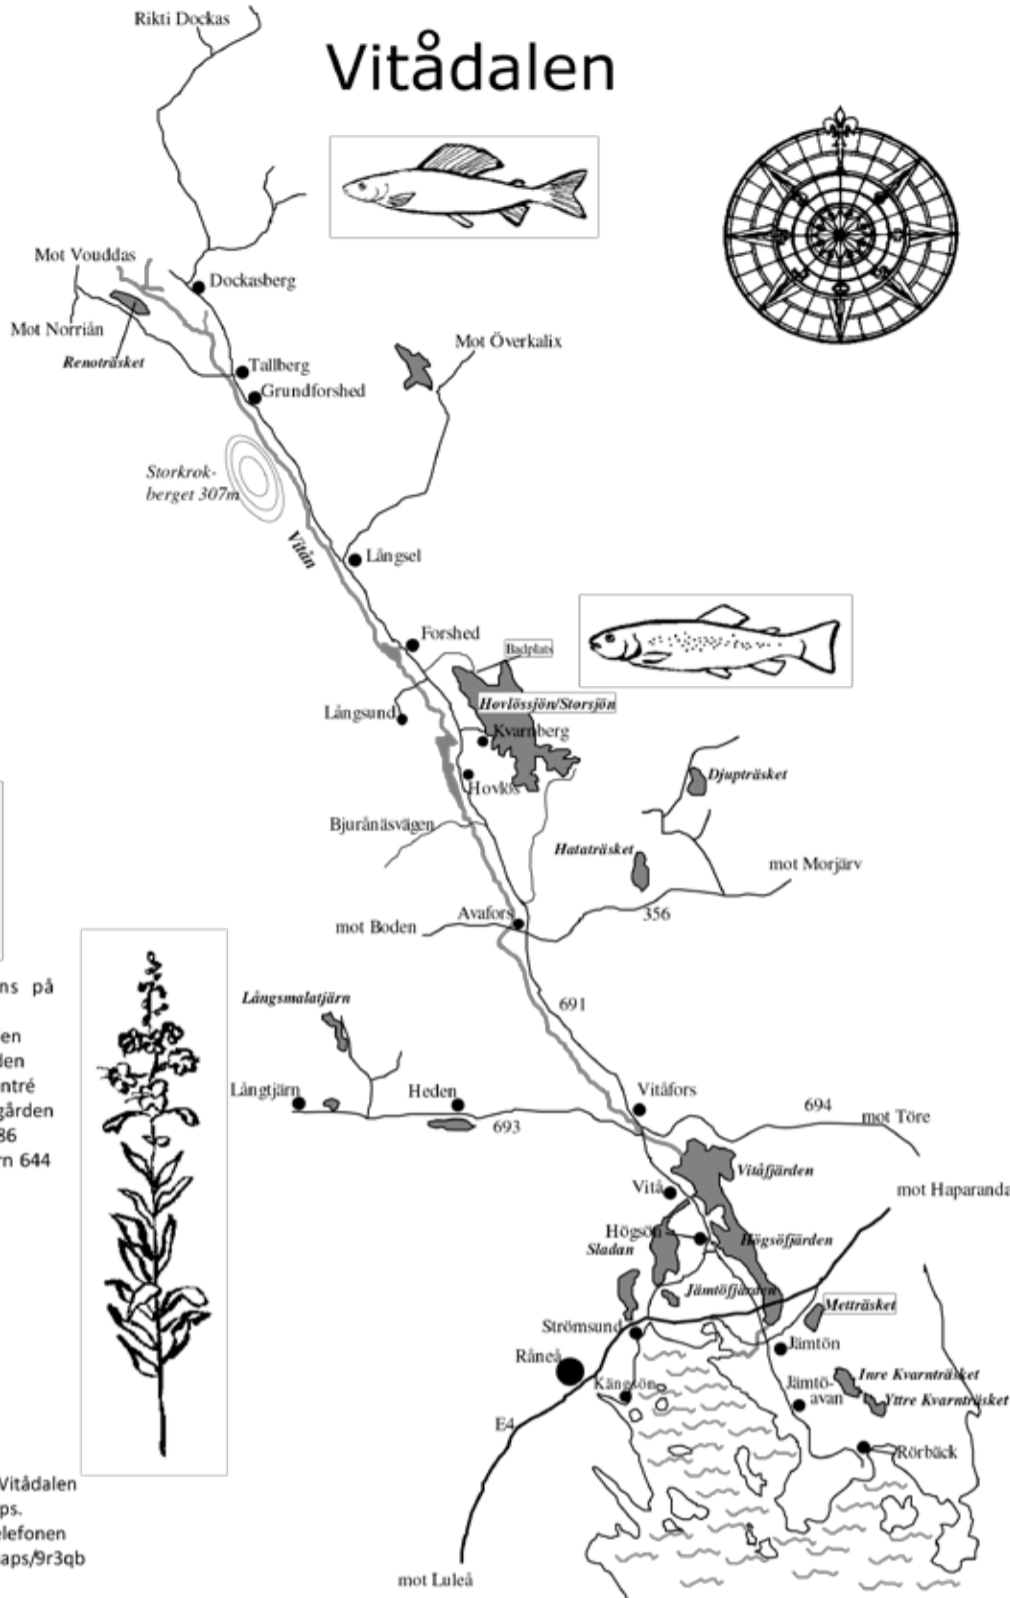 Rikti Dockas
Vitådalen
Mot Vouddas
Dockasberg
Mot Norriån
Renoträsket
Mot Överkalix
Tallberg
Grundforshed
Storkrok-
berget 307m
Vitån
Långsel
Forshed
Badplats
Hovlössjön/Storsjön
Långsund
Kvarnberg
Hovlös
Djupträsket
Bjurånäsvägen
Hataträsket
mot Morjärv
356
Avafors
mot Boden
ns på
en
den
ntré
gården
86
rn 644
Långsmalatjärn
691
Långtjärn
Heden
693
Vitåfors
694
mot Töre
Vitåfjärden
Vitå
mot Haparanda
Högsön
Sladan
Högsöfjärden
Jämtöfjärden
Metträsket
Strömsund
Jämtön
Råneå
Kängsön
Inre Kvarnträsket
Jämtö-
avan
Yttre Kvarnträsket
E4
Rörbäck
Vitådalen
ps.
elefonen
aps/9r3qb
mot Luleå